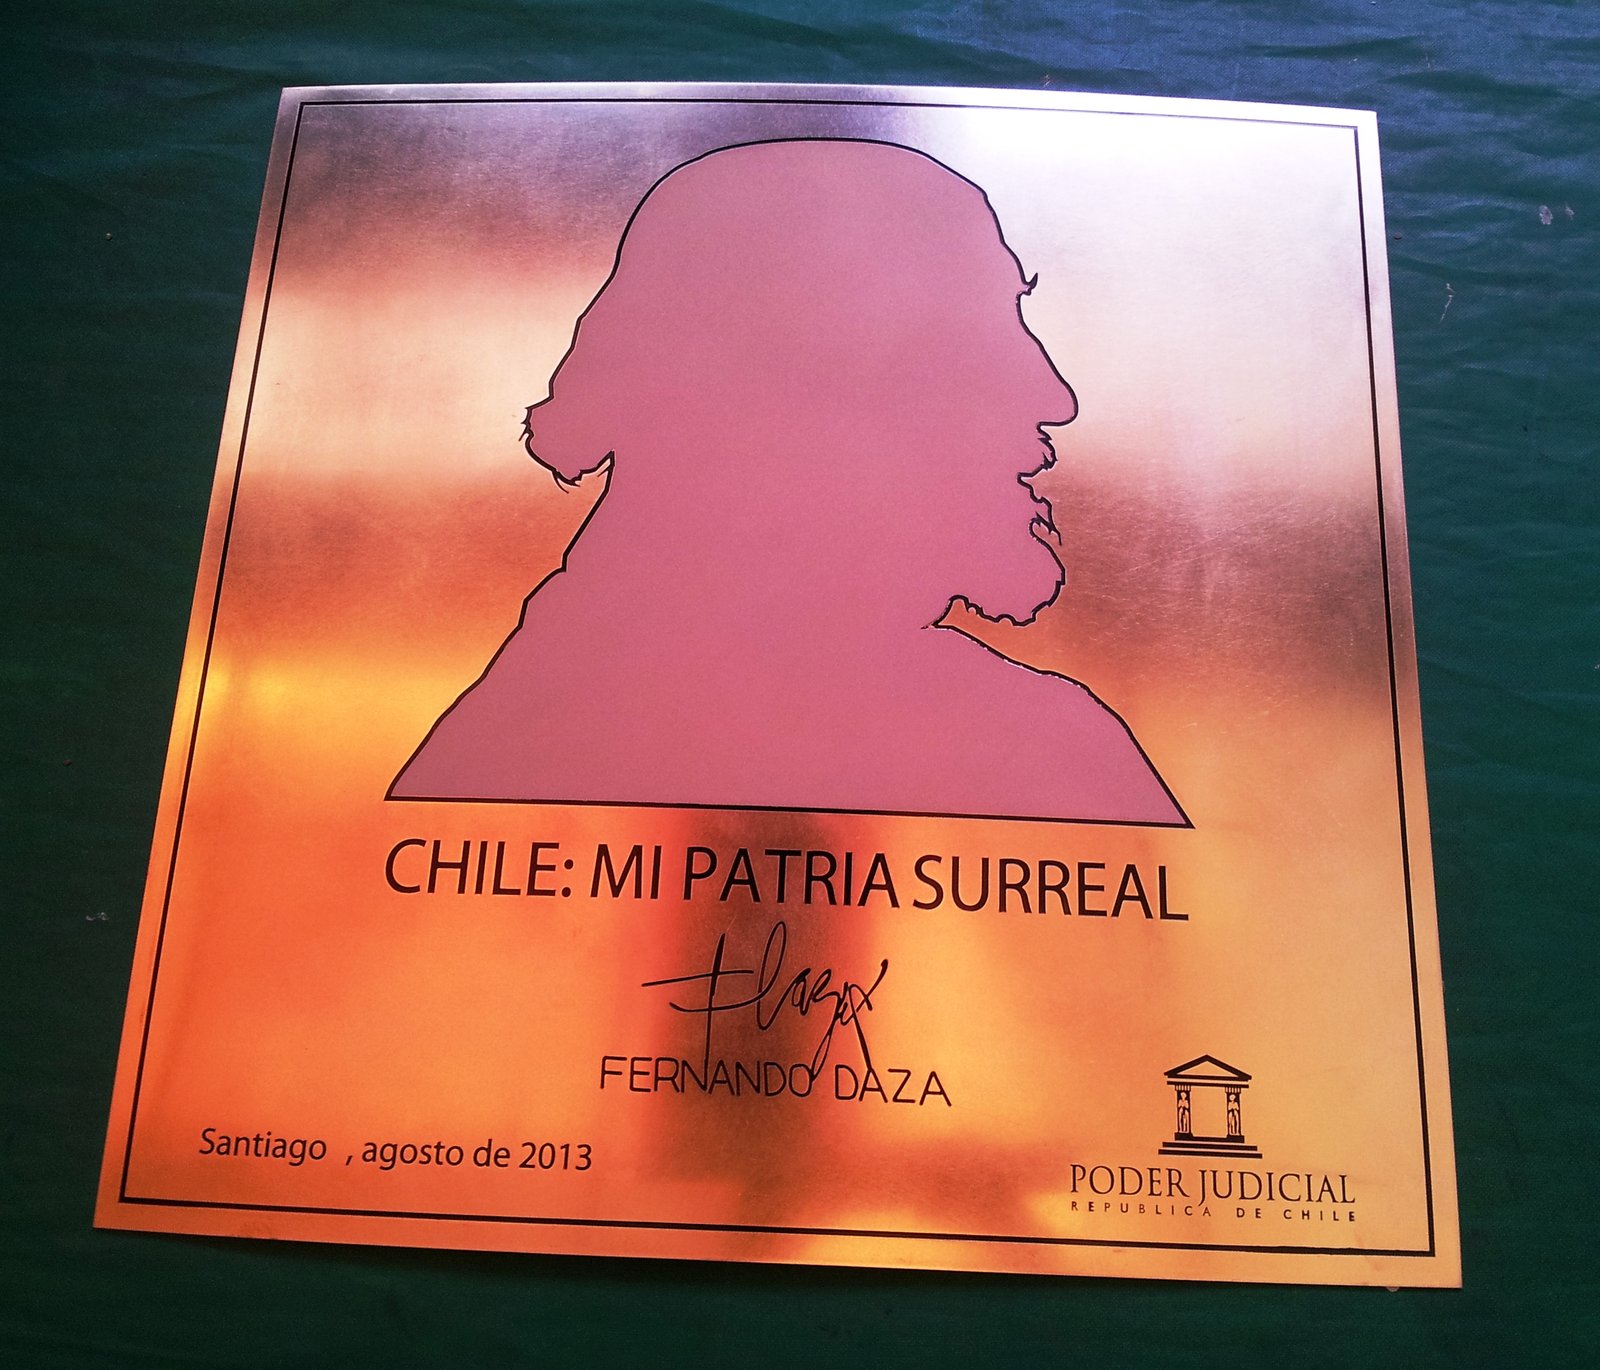 CHILE: MI PATRIA SURREAL
FERNANDO DAZA
Santiago , agosto de 2013
PODER JUDICIAL
REPUBLICA DE CHILE